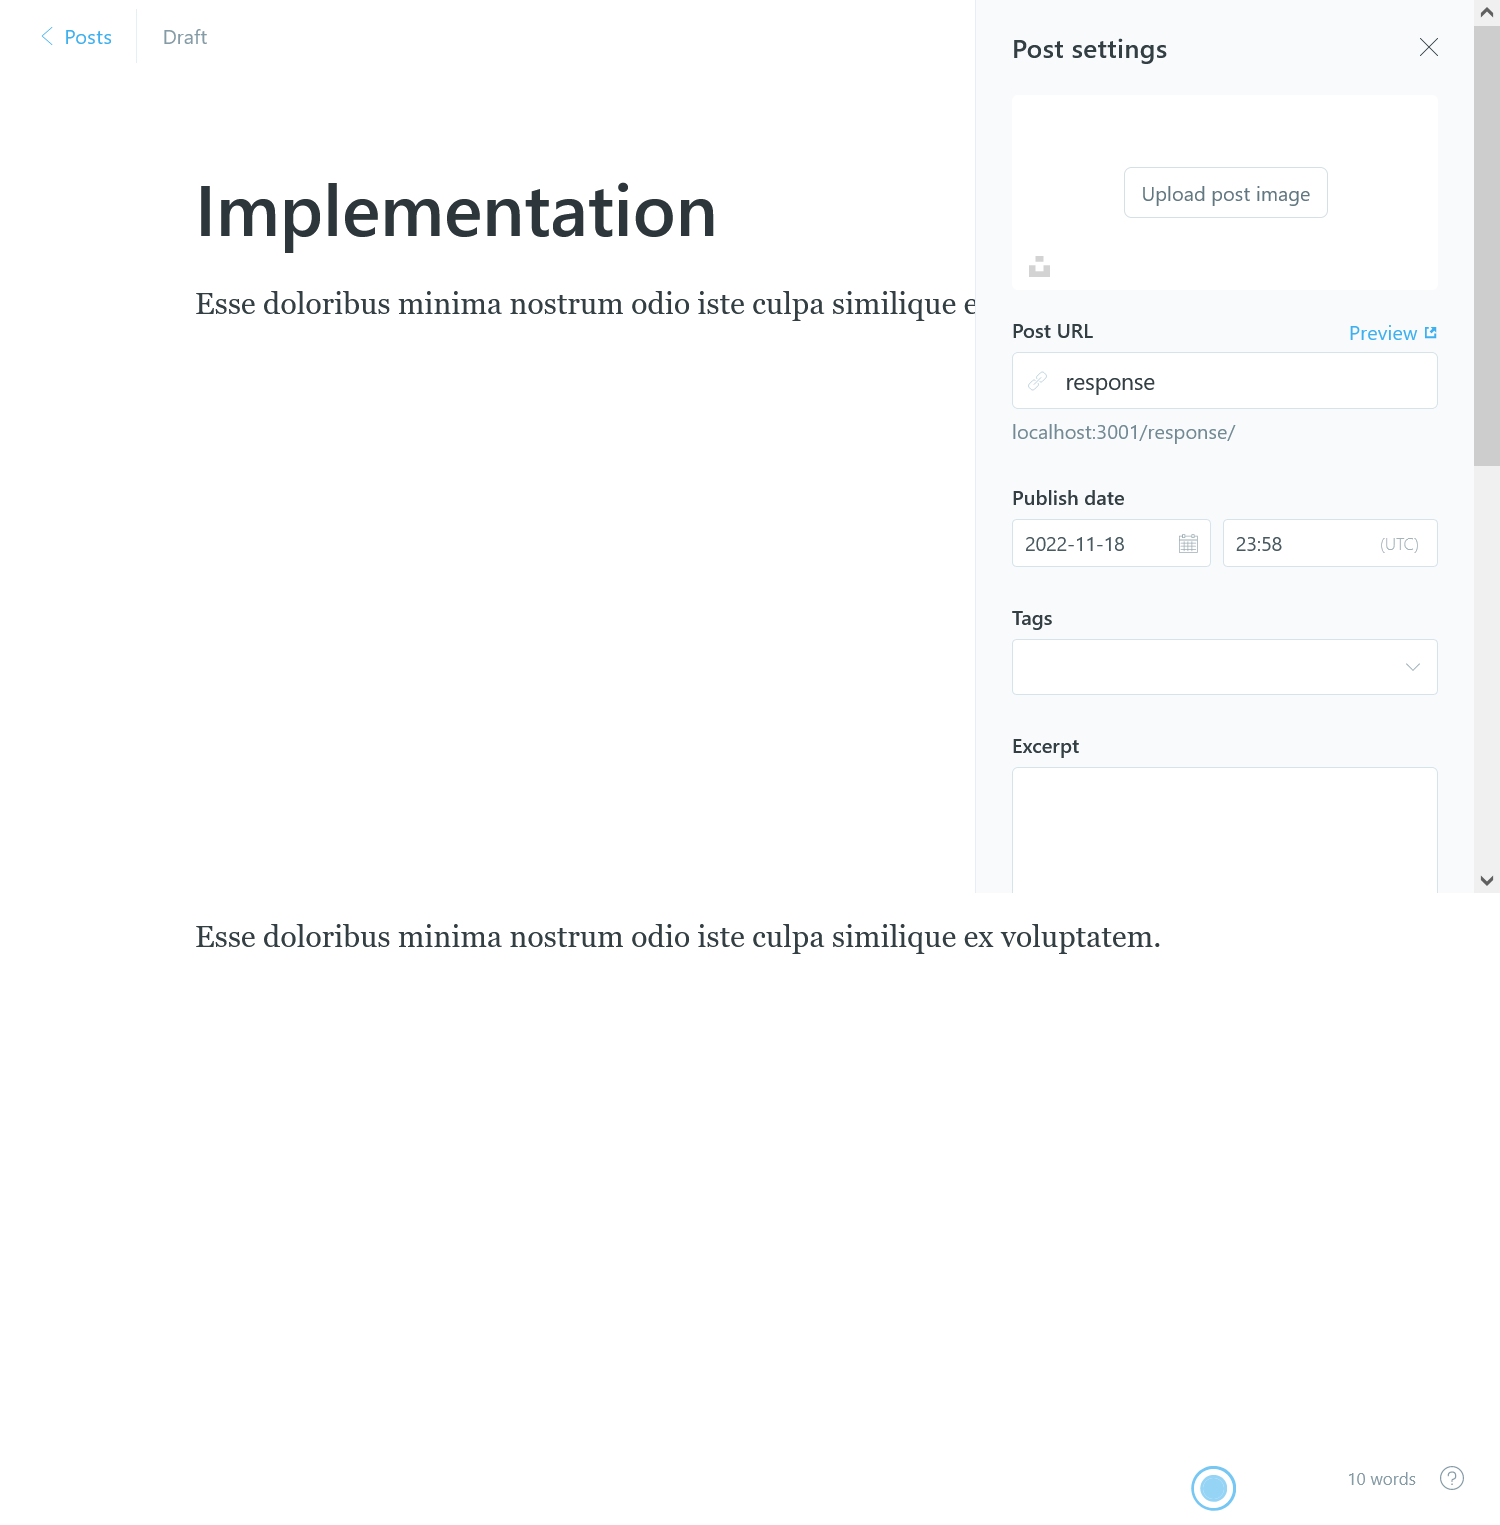 Posts
Draft
Implementation
Esse doloribus minima nostrum odio iste culpa similique e
Post settings
Upload post image
Post URL
Preview
response
localhost:3001/response/
Publish date
2022-11-18
23:58
(UTC)
Tags
Excerpt
Esse doloribus minima nostrum odio iste culpa similique ex voluptatem.
10 words
?